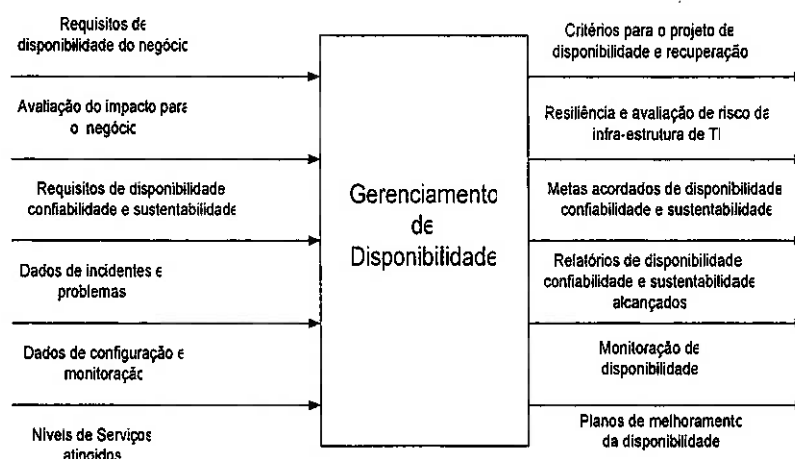 Requisitos de
disponibilidade do negócio
Avaliação do impacto para
o negócio
Requisitos de disponibilidade
confiabilidade e sustentabilidade
Dados de incidentes e
problemas
Dados de configuração e
monitoração
Níveis de Serviços
atingidos
Gerenciamento
de
Disponibilidade
Critérios para o projeto de
disponibilidade e recuperação
Resiliência e avaliação de risco da
infra-estrutura de TI
Metas acordados de disponibilidade
confiabilidade e sustentabilidade
Relatórios de disponibilidade
confiabilidade e sustentabilidade
alcançados
Monitoração de
disponibilidade
Planos de melhoramento
da disponibilidade